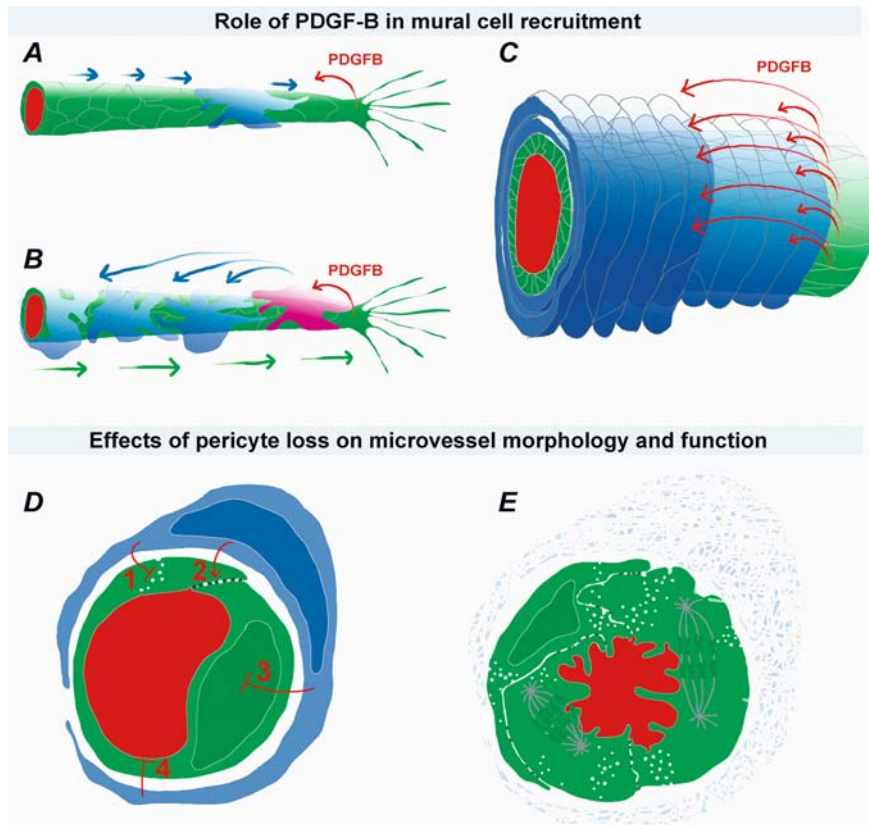 Role of PDGF-B in mural cell recruitment
A
PDGFB
C
PDGFB
B
PDGFB
Effects of pericyte loss on microvessel morphology and function
D
E
1
2
3
4